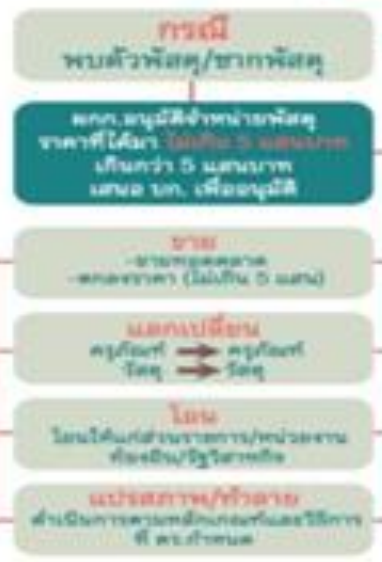 กรณี
พบตัวพัสดุ/ซากพัสดุ
ผกก.อนุมัติจำหน่ายพัสดุ
ราคาที่ได้มา ไม่เกิน 5 แสนบาท
เกินกว่า 5 แสนบาท
เสนอ บก. เพื่ออนุมัติ
ขาย
-ขายทอดตลาด
-ตกลงราคา (ไม่เกิน 5 แสน)
แลกเปลี่ยน
ครุภัณฑ์ ➡ ครุภัณฑ์
วัสดุ ➡ วัสดุ
โอน
โอนให้แก่ส่วนราชการ/หน่วยงาน
ท้องถิ่น/รัฐวิสาหกิจ
แปรสภาพ/ทำลาย
ดำเนินการตามหลักเกณฑ์และวิธีการ
ที่ ตร.กำหนด